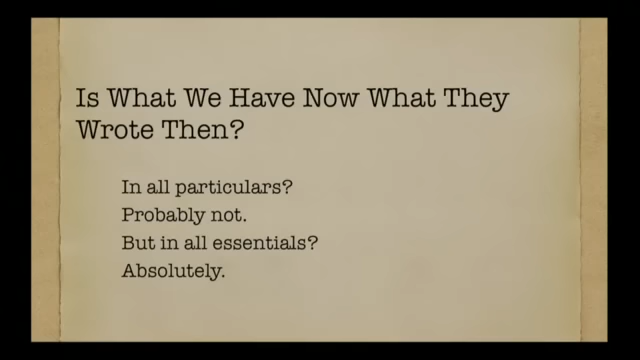 Is What We Have Now What They
Wrote Then?
In all particulars?
Probably not.
But in all essentials?
Absolutely.